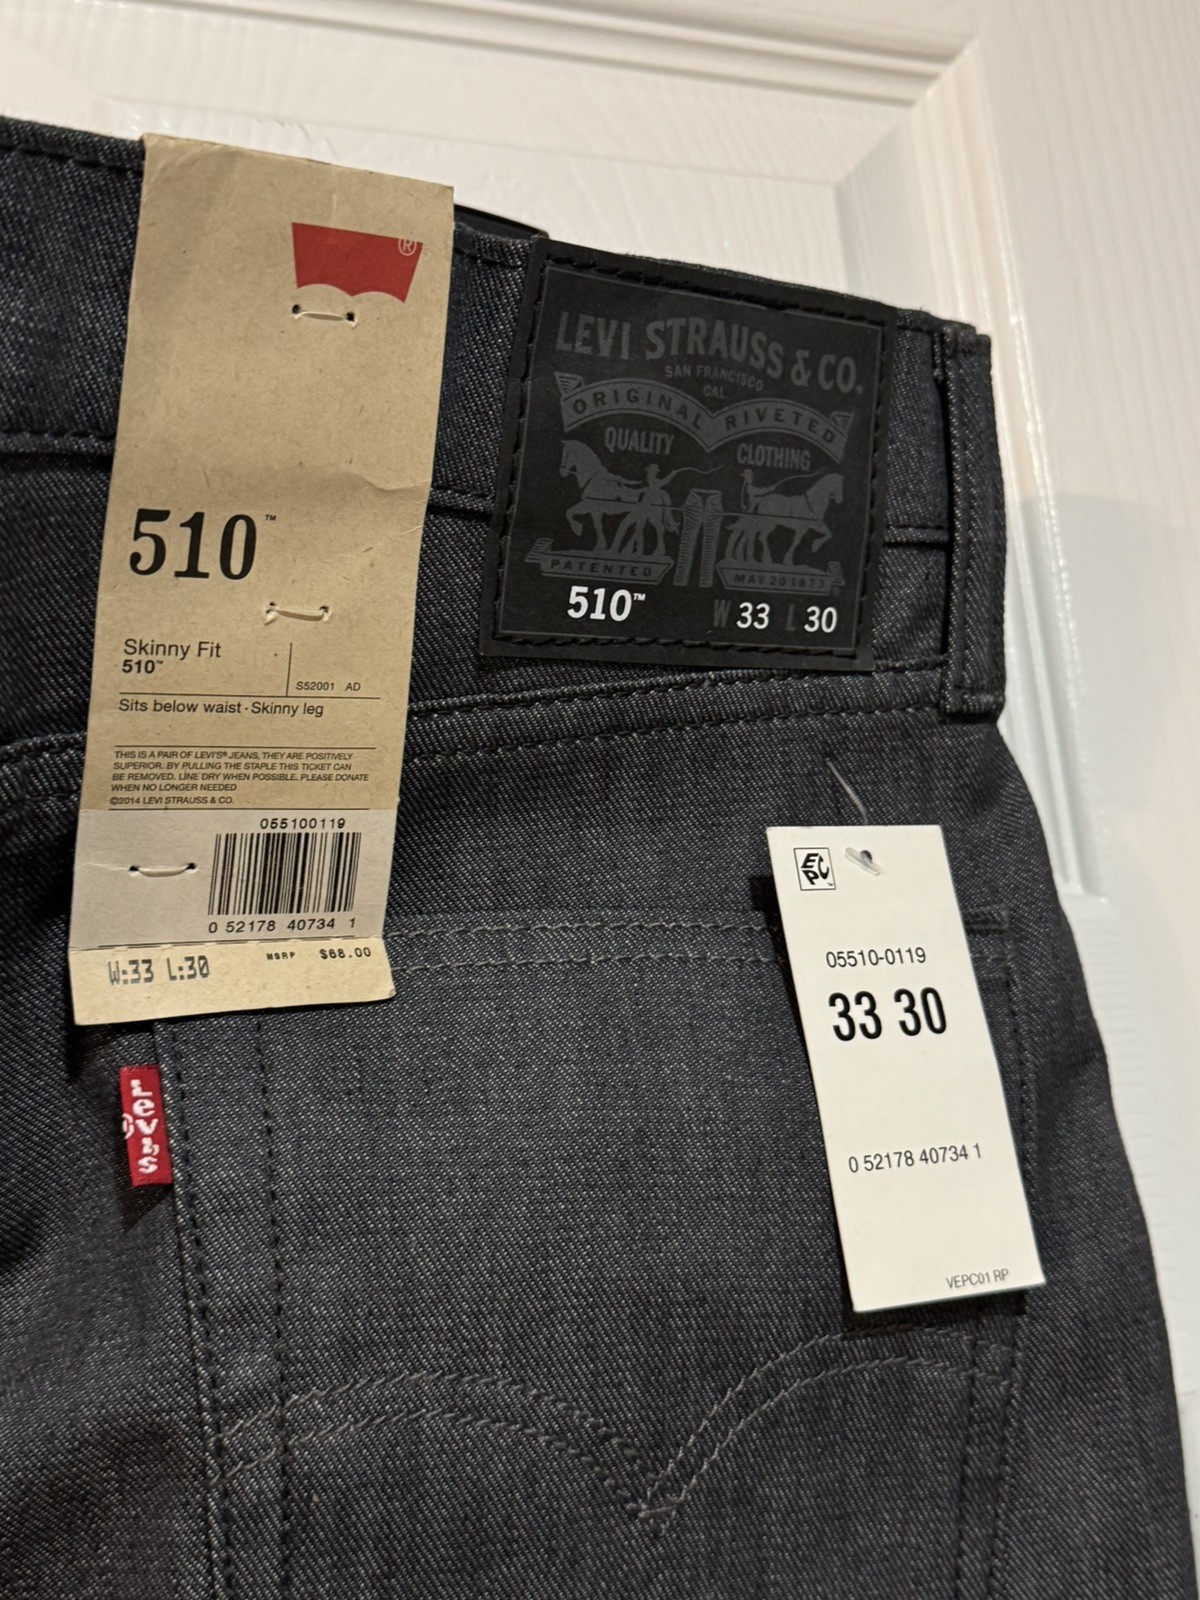 ®
510™
Skinny Fit
510™
S52001 AD
Sits below waist · Skinny leg
THIS IS A PAIR OF LEVI'S® JEANS, THEY ARE POSITIVELY
SUPERIOR. BY PULLING THE STAPLE THIS TICKET CAN
BE REMOVED. LINE DRY WHEN POSSIBLE. PLEASE DONATE
WHEN NO LONGER NEEDED
©2014 LEVI STRAUSS & CO.
055100119
0 52178 40734 1
W:33 L:30
MSRP $68.00
LEVI STRAUSS & CO.
SAN FRANCISCO
CAL
ORIGINAL RIVETED
QUALITY CLOTHING
PATENTED MAY 20 1873
510™ W 33 L 30
EPC™
05510-0119
33 30
0 52178 40734 1
VEPC01 RP
Levi's